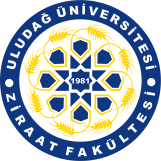 ULUDAĞ ÜNİVERSİTESİ
1981
ZİRAAT FAKÜLTESİ